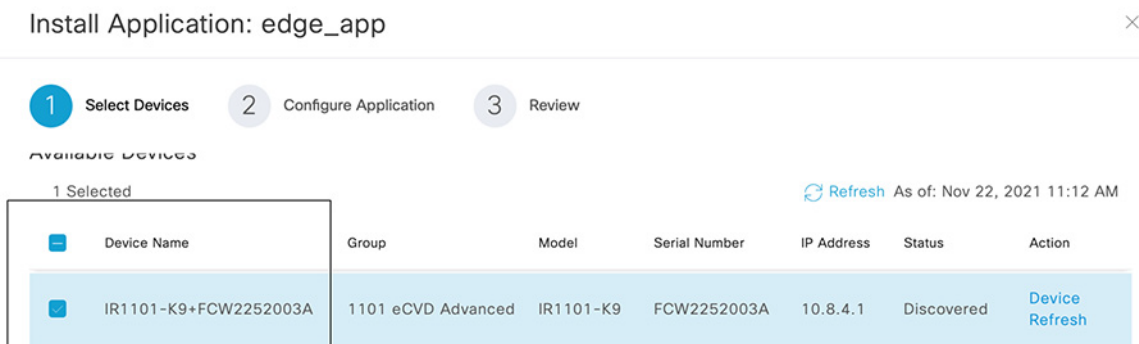 Install Application: edge_app
1 Select Devices 2 Configure Application 3 Review
Available Devices
1 Selected Refresh As of: Nov 22, 2021 11:12 AM
Device Name Group Model Serial Number IP Address Status Action
IR1101-K9+FCW2252003A 1101 eCVD Advanced IR1101-K9 FCW2252003A 10.8.4.1 Discovered Device
Refresh